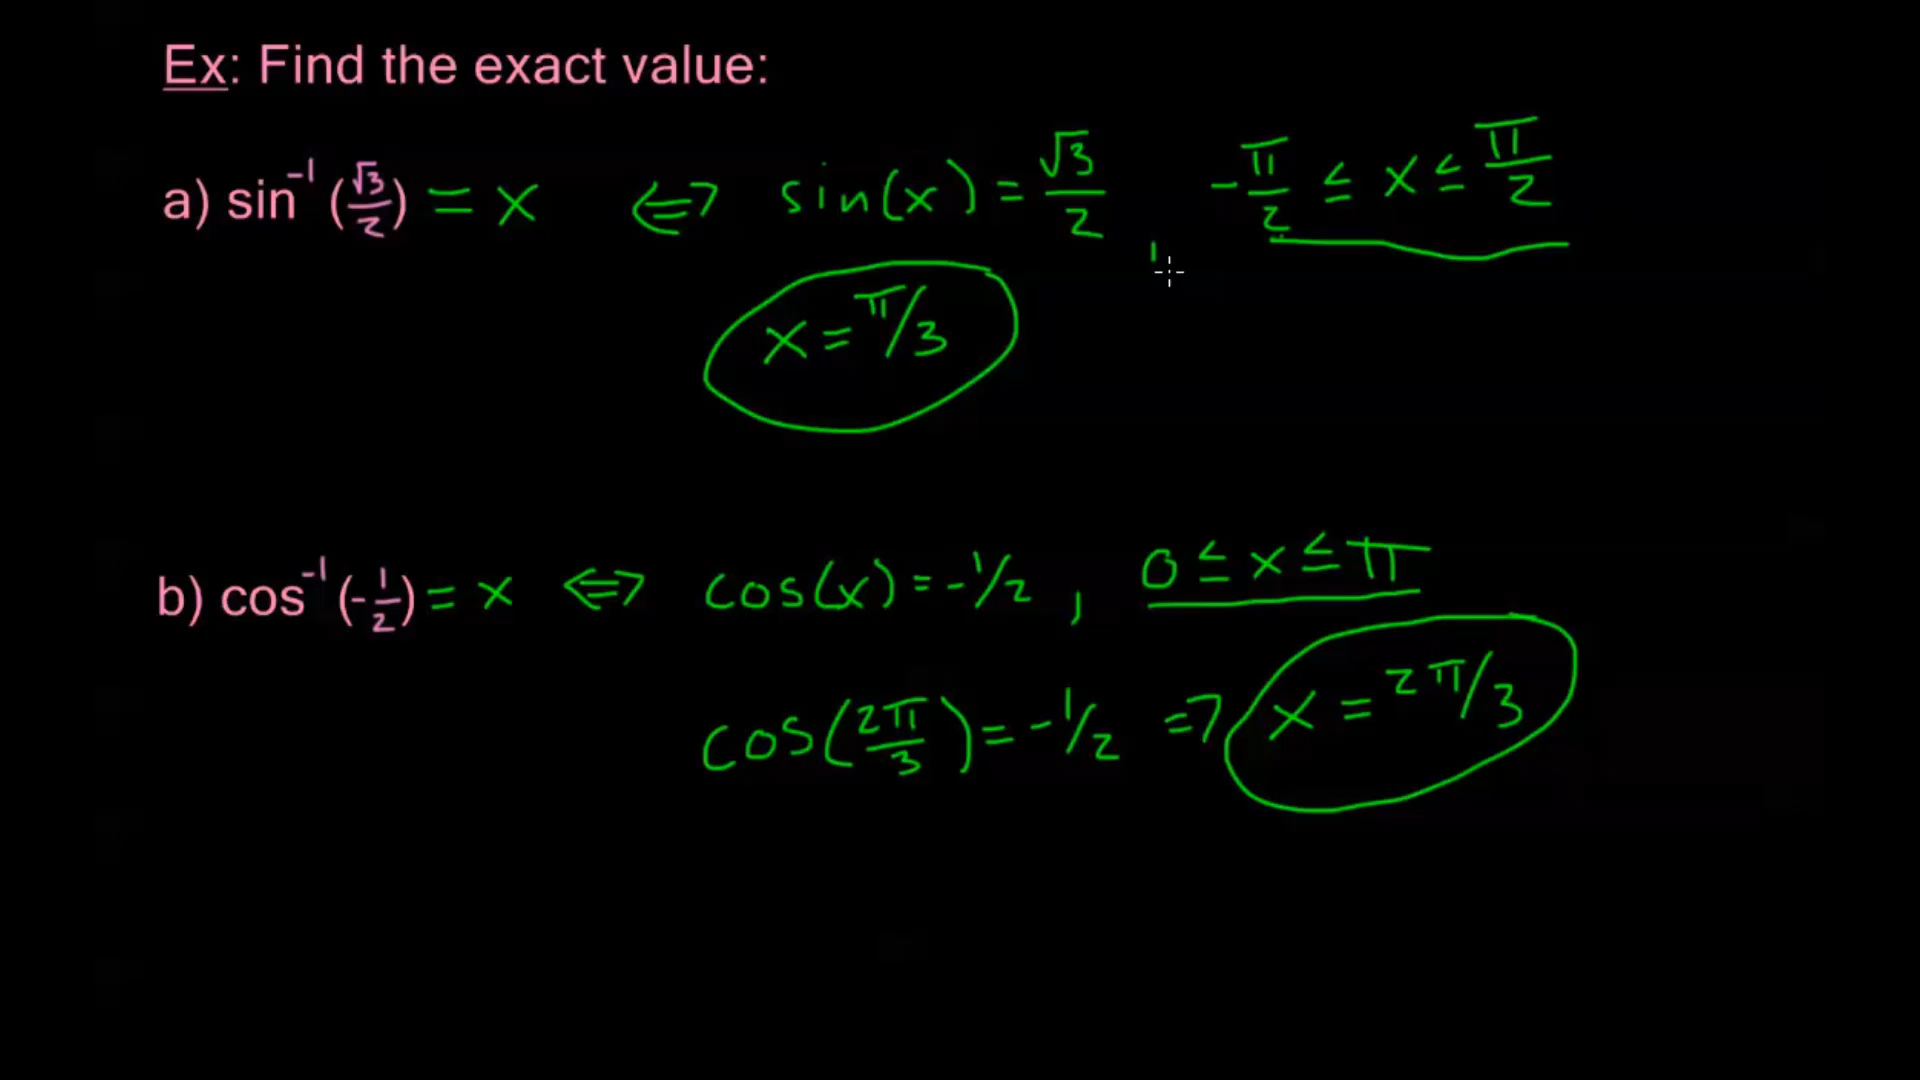 Ex: Find the exact value:
a) sin⁻¹(√3/2) = x ⇔ sin(x) = √3/2 , -π/2 ≤ x ≤ π/2
x = π/3
b) cos⁻¹(-1/2) = x ⇔ cos(x) = -1/2 , 0 ≤ x ≤ π
cos(2π/3) = -1/2 ⇒ x = 2π/3